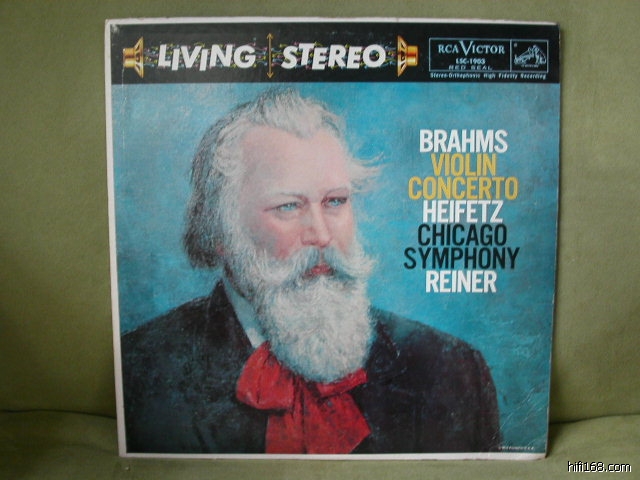 LIVING STEREO
RCA VICTOR
LSC-1903
RED SEAL
Stereo-Orthophonic High Fidelity Recording
BRAHMS
VIOLIN
CONCERTO
HEIFETZ
CHICAGO
SYMPHONY
REINER
hifi168.com